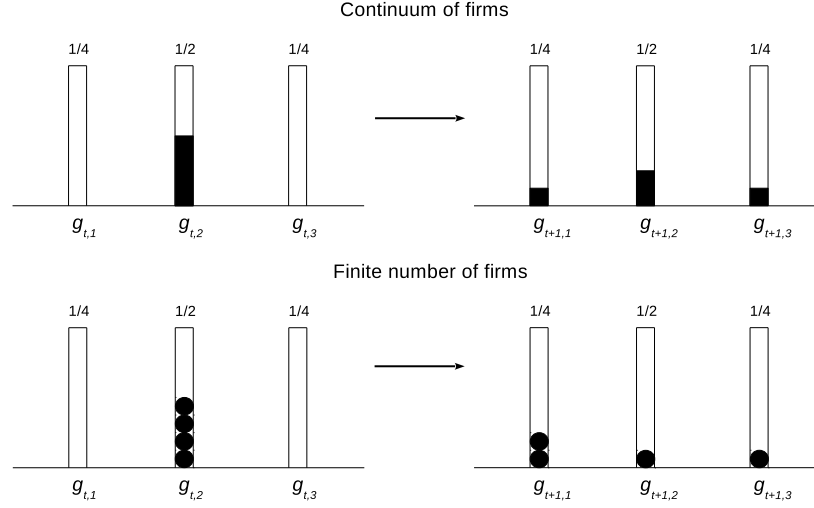 Continuum of firms
1/4 1/2 1/4 1/4 1/2 1/4
g_{t,1} g_{t,2} g_{t,3} g_{t+1,1} g_{t+1,2} g_{t+1,3}
Finite number of firms
1/4 1/2 1/4 1/4 1/2 1/4
g_{t,1} g_{t,2} g_{t,3} g_{t+1,1} g_{t+1,2} g_{t+1,3}